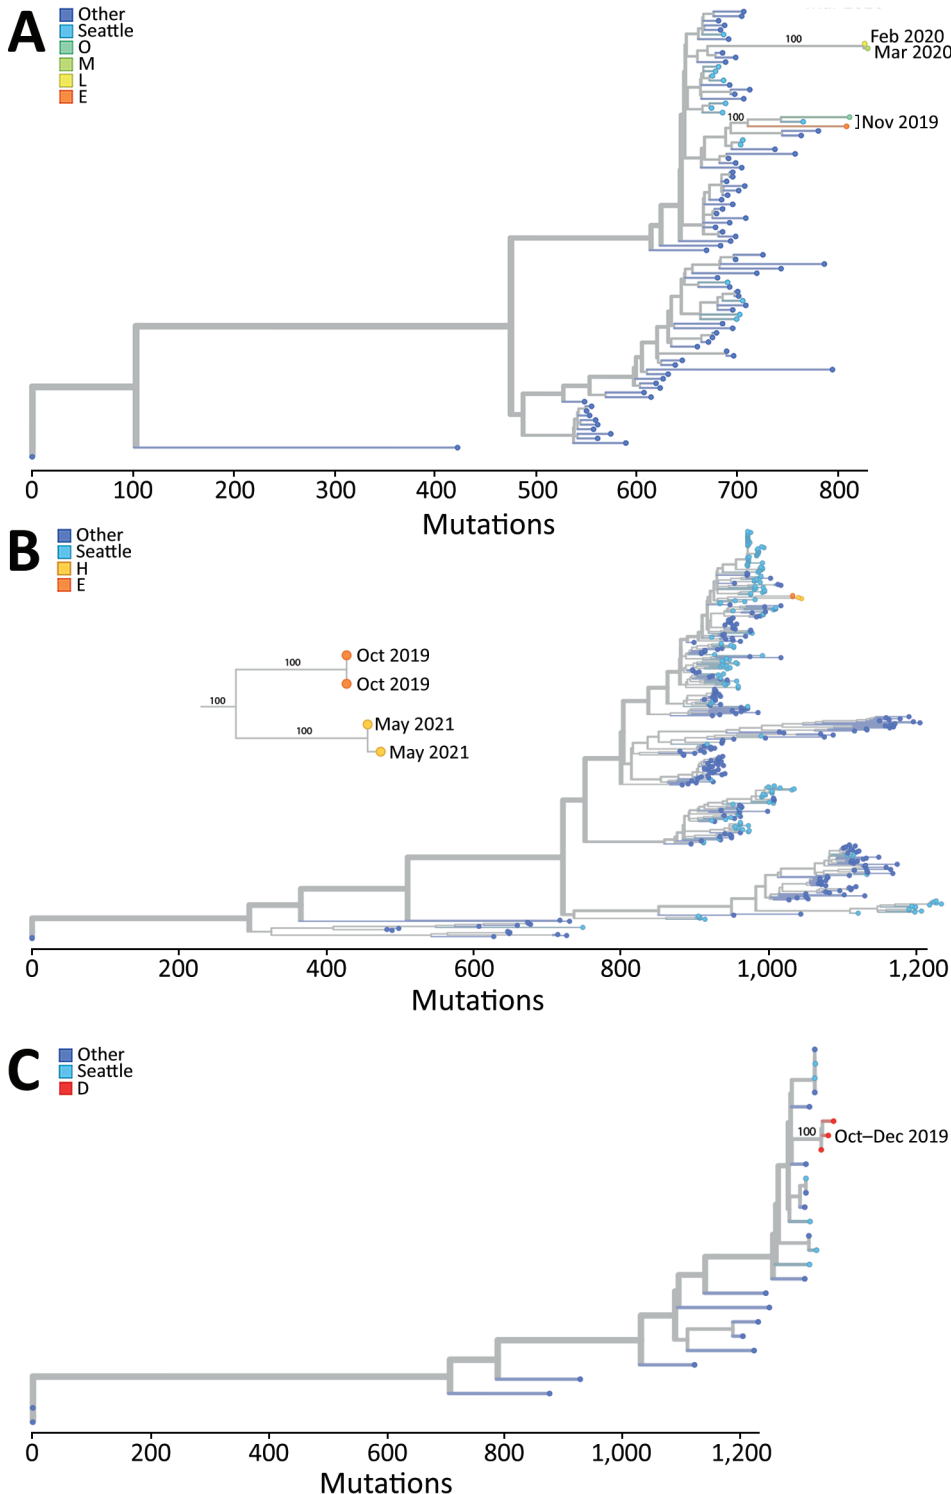 A
Other
Seattle
O
M
L
E
100
Feb 2020
Mar 2020
100
Nov 2019
0 100 200 300 400 500 600 700 800
Mutations
B
Other
Seattle
H
E
100
Oct 2019
Oct 2019
100
100
May 2021
May 2021
0 200 400 600 800 1,000 1,200
Mutations
C
Other
Seattle
D
100
Oct–Dec 2019
0 200 400 600 800 1,000 1,200
Mutations